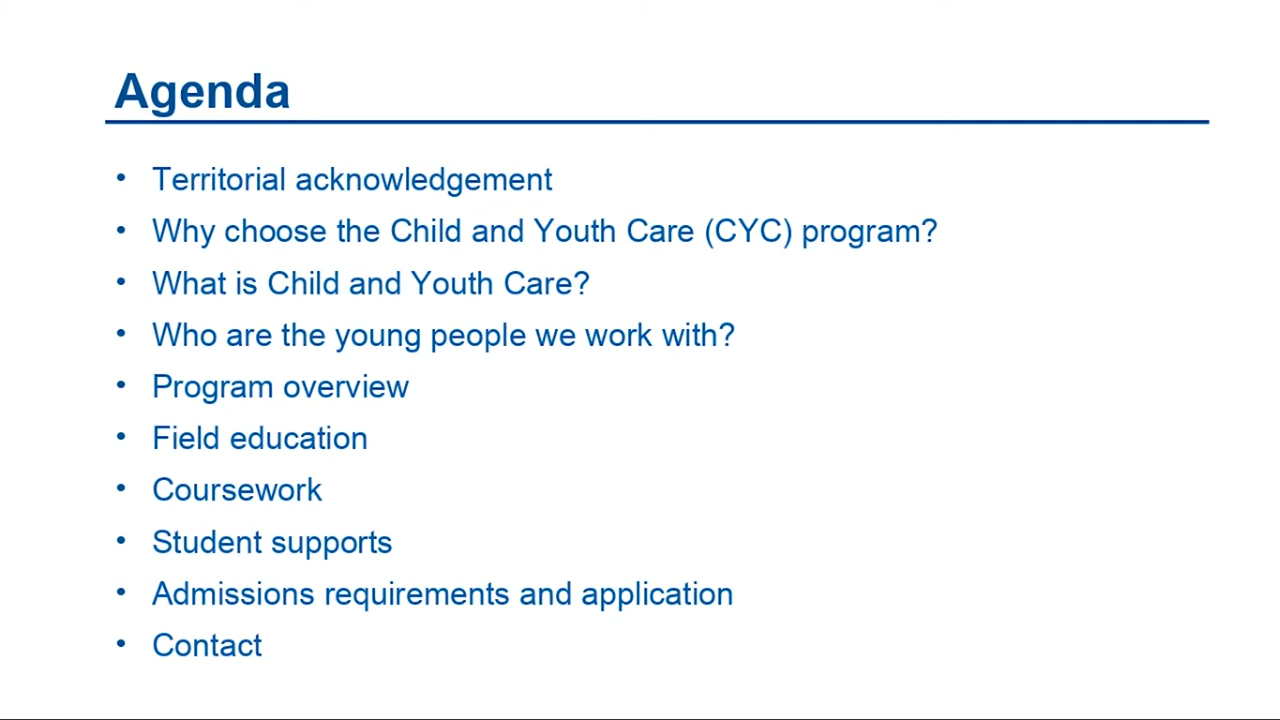 Agenda
• Territorial acknowledgement
• Why choose the Child and Youth Care (CYC) program?
• What is Child and Youth Care?
• Who are the young people we work with?
• Program overview
• Field education
• Coursework
• Student supports
• Admissions requirements and application
• Contact